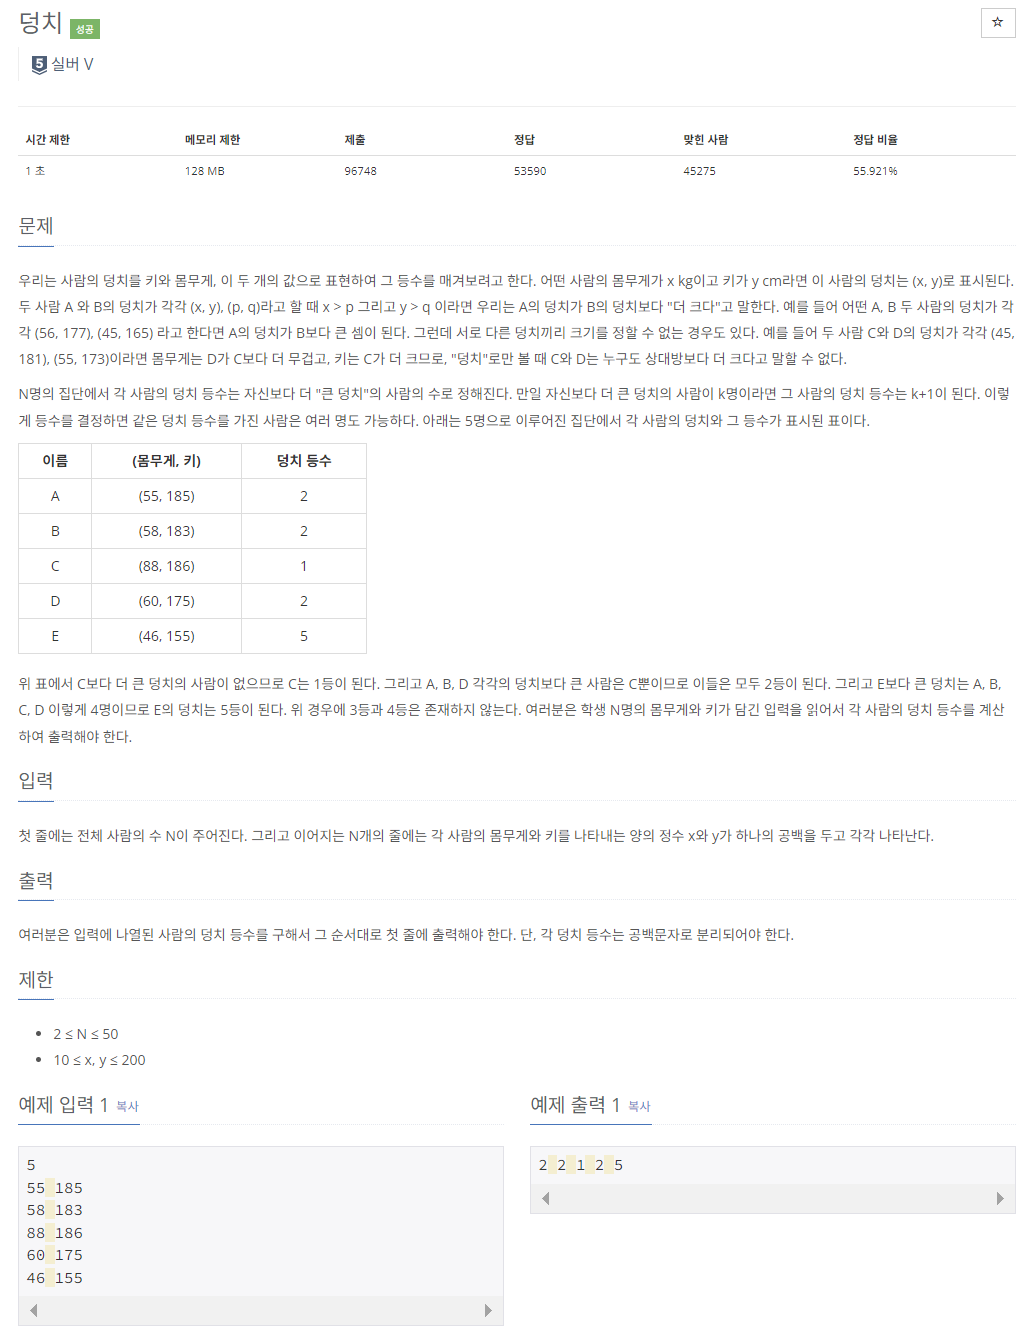 덩치 성공
☆
5 실버 V
시간 제한 메모리 제한 제출 정답 맞힌 사람 정답 비율
1 초 128 MB 96748 53590 45275 55.921%
문제
우리는 사람의 덩치를 키와 몸무게, 이 두 개의 값으로 표현하여 그 등수를 매겨보려고 한다. 어떤 사람의 몸무게가 x kg이고 키가 y cm라면 이 사람의 덩치는 (x, y)로 표시된다.
두 사람 A 와 B의 덩치가 각각 (x, y), (p, q)라고 할 때 x > p 그리고 y > q 이라면 우리는 A의 덩치가 B의 덩치보다 "더 크다"고 말한다. 예를 들어 어떤 A, B 두 사람의 덩치가 각
각 (56, 177), (45, 165) 라고 한다면 A의 덩치가 B보다 큰 셈이 된다. 그런데 서로 다른 덩치끼리 크기를 정할 수 없는 경우도 있다. 예를 들어 두 사람 C와 D의 덩치가 각각 (45,
181), (55, 173)이라면 몸무게는 D가 C보다 더 무겁고, 키는 C가 더 크므로, "덩치"로만 볼 때 C와 D는 누구도 상대방보다 더 크다고 말할 수 없다.
N명의 집단에서 각 사람의 덩치 등수는 자신보다 더 "큰 덩치"의 사람의 수로 정해진다. 만일 자신보다 더 큰 덩치의 사람이 k명이라면 그 사람의 덩치 등수는 k+1이 된다. 이렇
게 등수를 결정하면 같은 덩치 등수를 가진 사람은 여러 명도 가능하다. 아래는 5명으로 이루어진 집단에서 각 사람의 덩치와 그 등수가 표시된 표이다.
이름 (몸무게, 키) 덩치 등수
A (55, 185) 2
B (58, 183) 2
C (88, 186) 1
D (60, 175) 2
E (46, 155) 5
위 표에서 C보다 더 큰 덩치의 사람이 없으므로 C는 1등이 된다. 그리고 A, B, D 각각의 덩치보다 큰 사람은 C뿐이므로 이들은 모두 2등이 된다. 그리고 E보다 큰 덩치는 A, B,
C, D 이렇게 4명이므로 E의 덩치는 5등이 된다. 위 경우에 3등과 4등은 존재하지 않는다. 여러분은 학생 N명의 몸무게와 키가 담긴 입력을 읽어서 각 사람의 덩치 등수를 계산
하여 출력해야 한다.
입력
첫 줄에는 전체 사람의 수 N이 주어진다. 그리고 이어지는 N개의 줄에는 각 사람의 몸무게와 키를 나타내는 양의 정수 x와 y가 하나의 공백을 두고 각각 나타난다.
출력
여러분은 입력에 나열된 사람의 덩치 등수를 구해서 그 순서대로 첫 줄에 출력해야 한다. 단, 각 덩치 등수는 공백문자로 분리되어야 한다.
제한
• 2 ≤ N ≤ 50
• 10 ≤ x, y ≤ 200
예제 입력 1 복사
5
55 185
58 183
88 186
60 175
46 155
예제 출력 1 복사
2 2 1 2 5